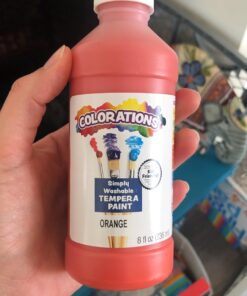 COLORATIONS
Simply
Washable
TEMPERA
PAINT
ORANGE
8 fl oz (236 ml